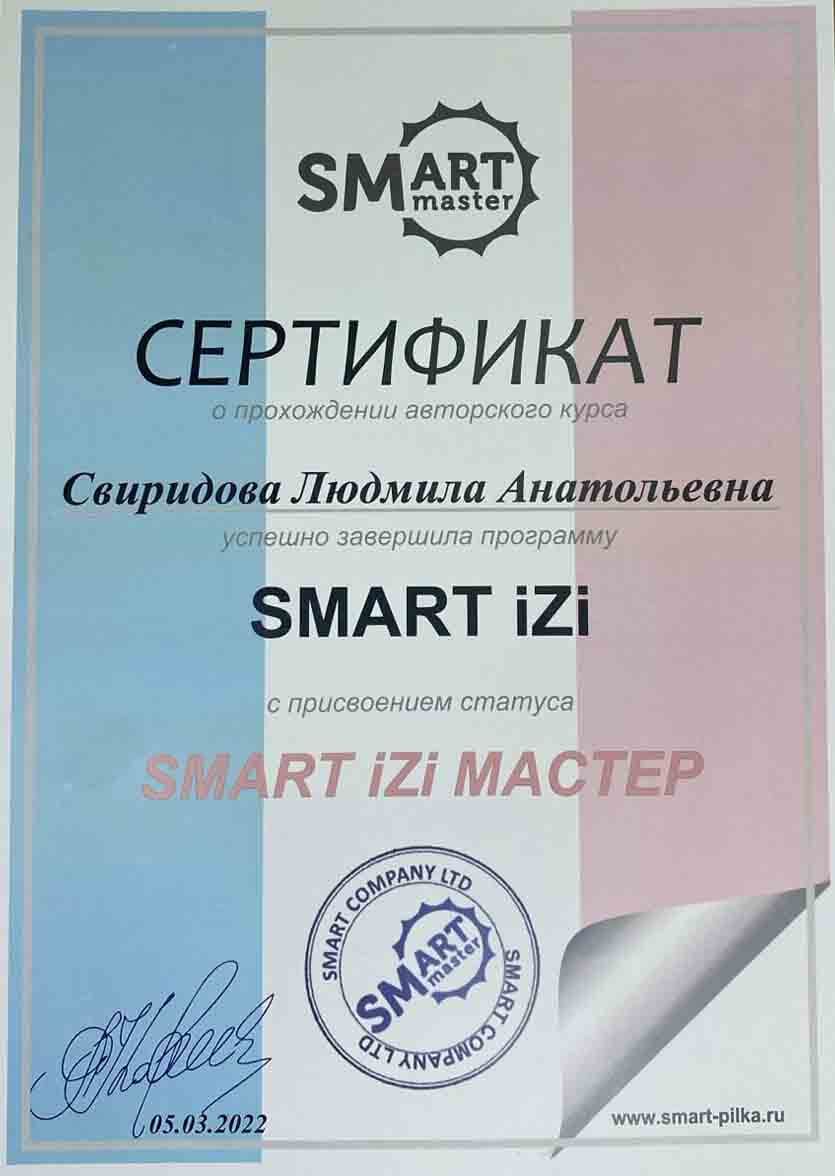 SMART
master
СЕРТИФИКАТ
о прохождении авторского курса
Свиридова Людмила Анатольевна
успешно завершила программу
SMART iZi
с присвоением статуса
SMART iZi МАСТЕР
SMART COMPANY LTD
SMART
master
SMART COMPANY LTD
05.03.2022
www.smart-pilka.ru